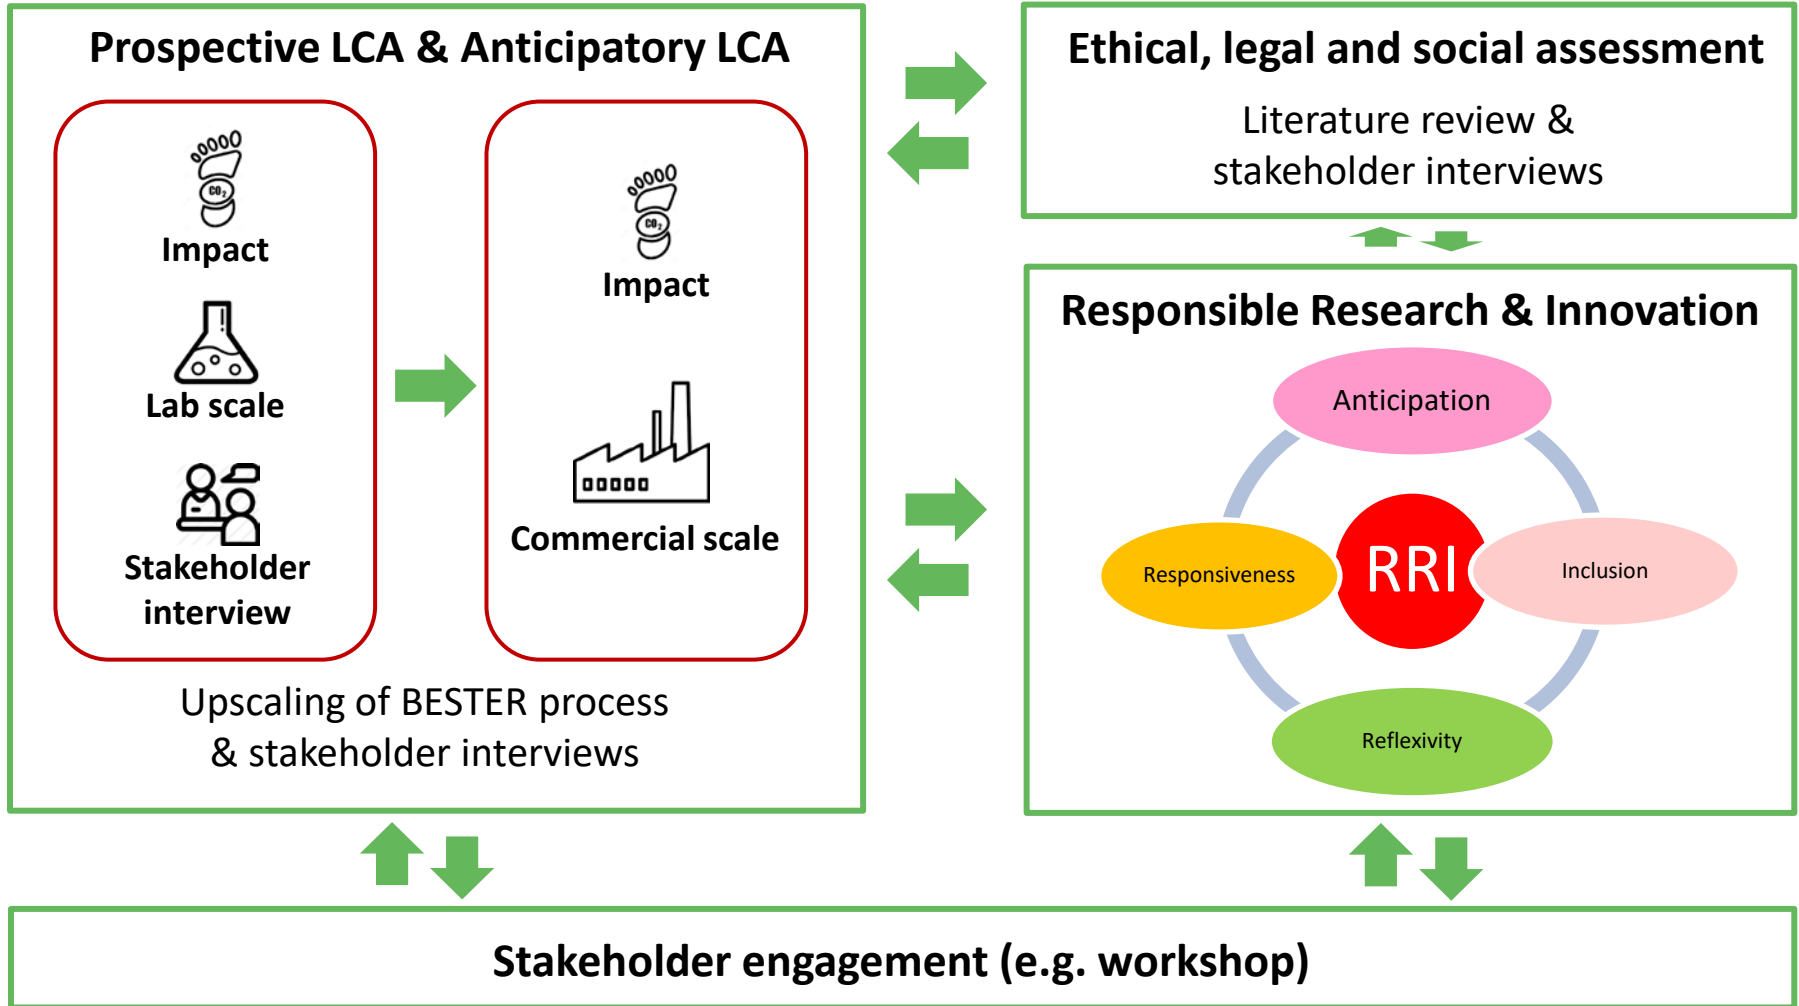 Prospective LCA & Anticipatory LCA
CO₂
Impact
Lab scale
Stakeholder
interview
CO₂
Impact
Commercial scale
Upscaling of BESTER process
& stakeholder interviews
Ethical, legal and social assessment
Literature review &
stakeholder interviews
Responsible Research & Innovation
Anticipation
Responsiveness
RRI
Inclusion
Reflexivity
Stakeholder engagement (e.g. workshop)